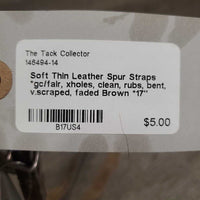 The Tack Collector
146494-14
Soft Thin Leather Spur Straps
*gc/fair, xholes, clean, rubs, bent,
v.scraped, faded Brown *17"
B17US4
$5.00